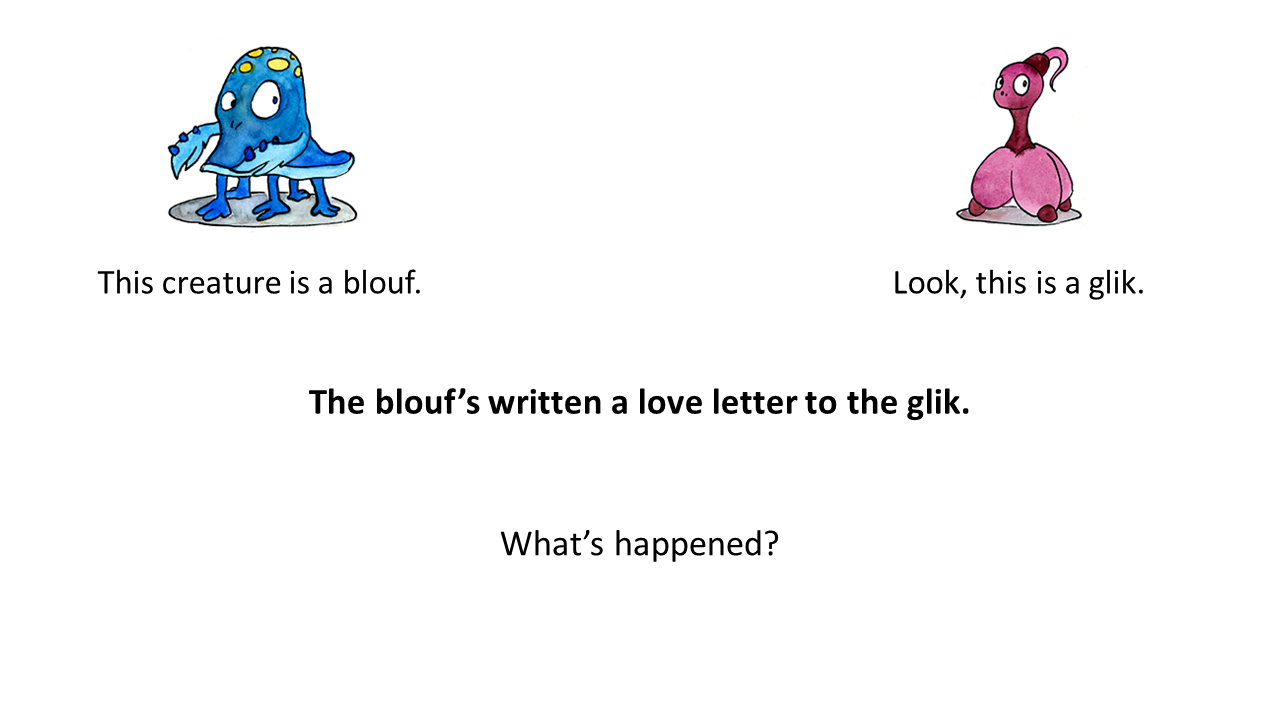 This creature is a blouf.
Look, this is a glik.
The blouf’s written a love letter to the glik.
What’s happened?